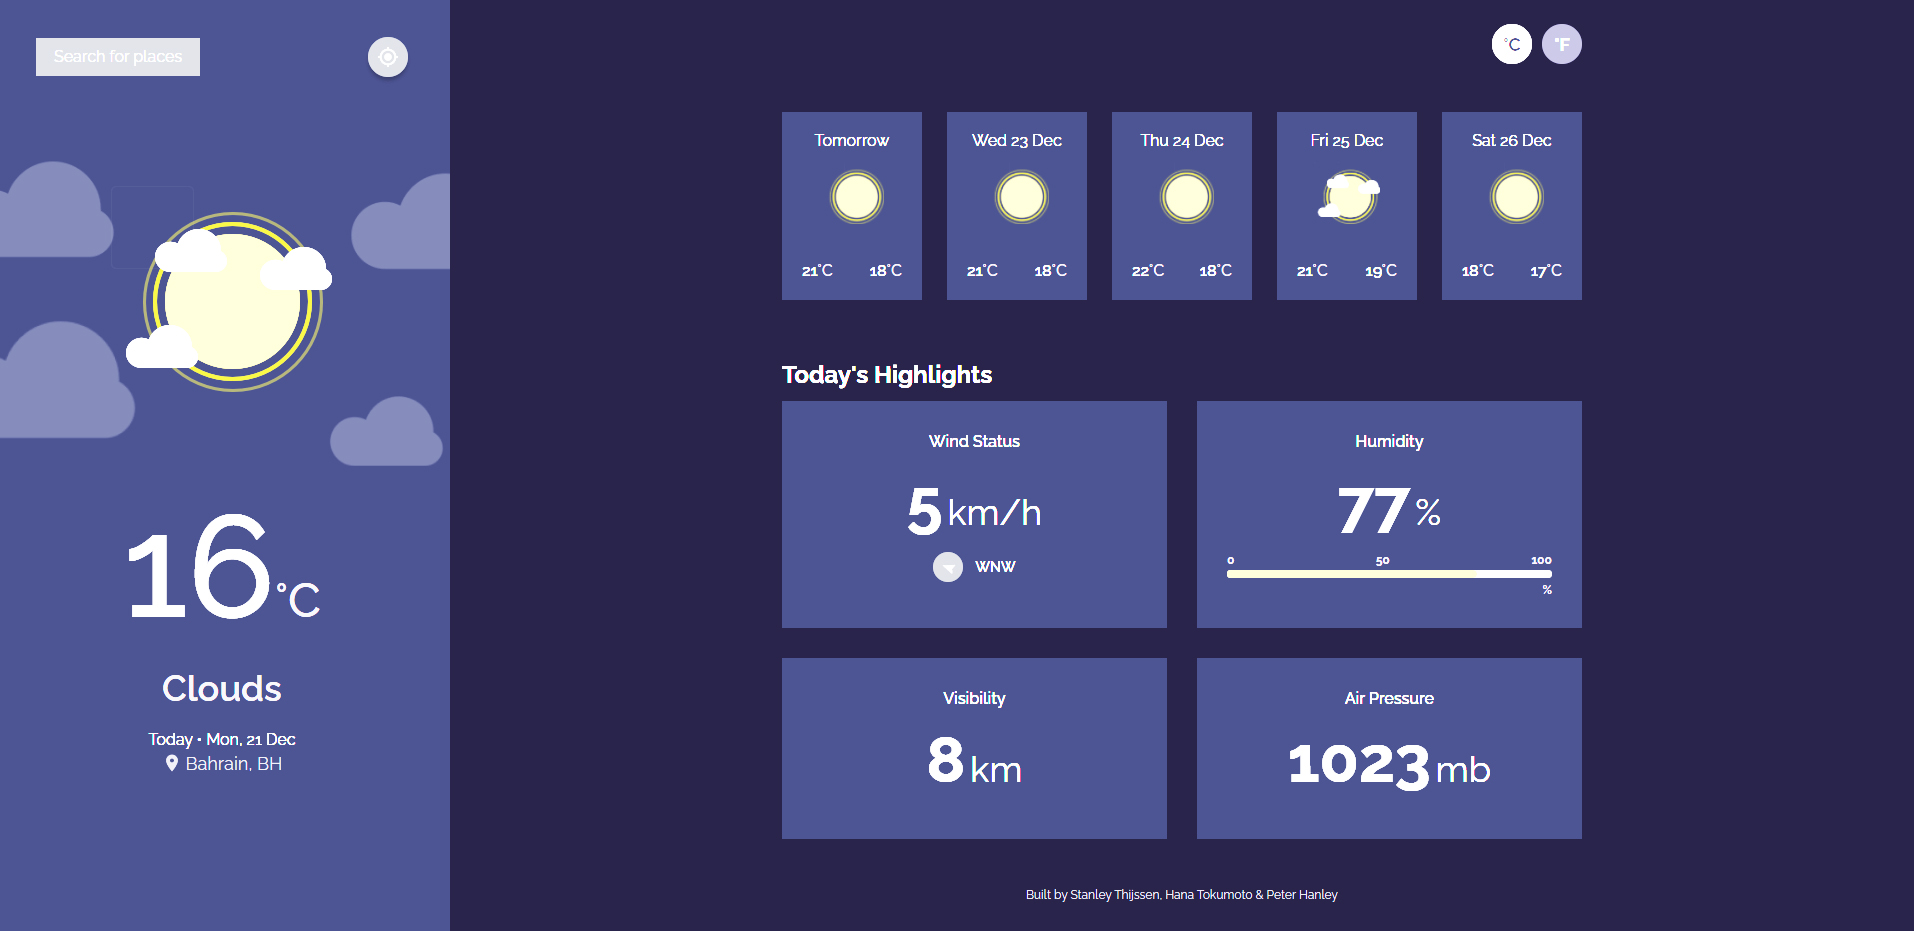 Search for places
16°C
Clouds
Today • Mon, 21 Dec
Bahrain, BH
°C °F
Tomorrow
21°C 18°C
Wed 23 Dec
21°C 18°C
Thu 24 Dec
22°C 18°C
Fri 25 Dec
21°C 19°C
Sat 26 Dec
18°C 17°C
Today's Highlights
Wind Status
5 km/h
WNW
Humidity
77 %
0 50 100
%
Visibility
8 km
Air Pressure
1023 mb
Built by Stanley Thijssen, Hana Tokumoto & Peter Hanley